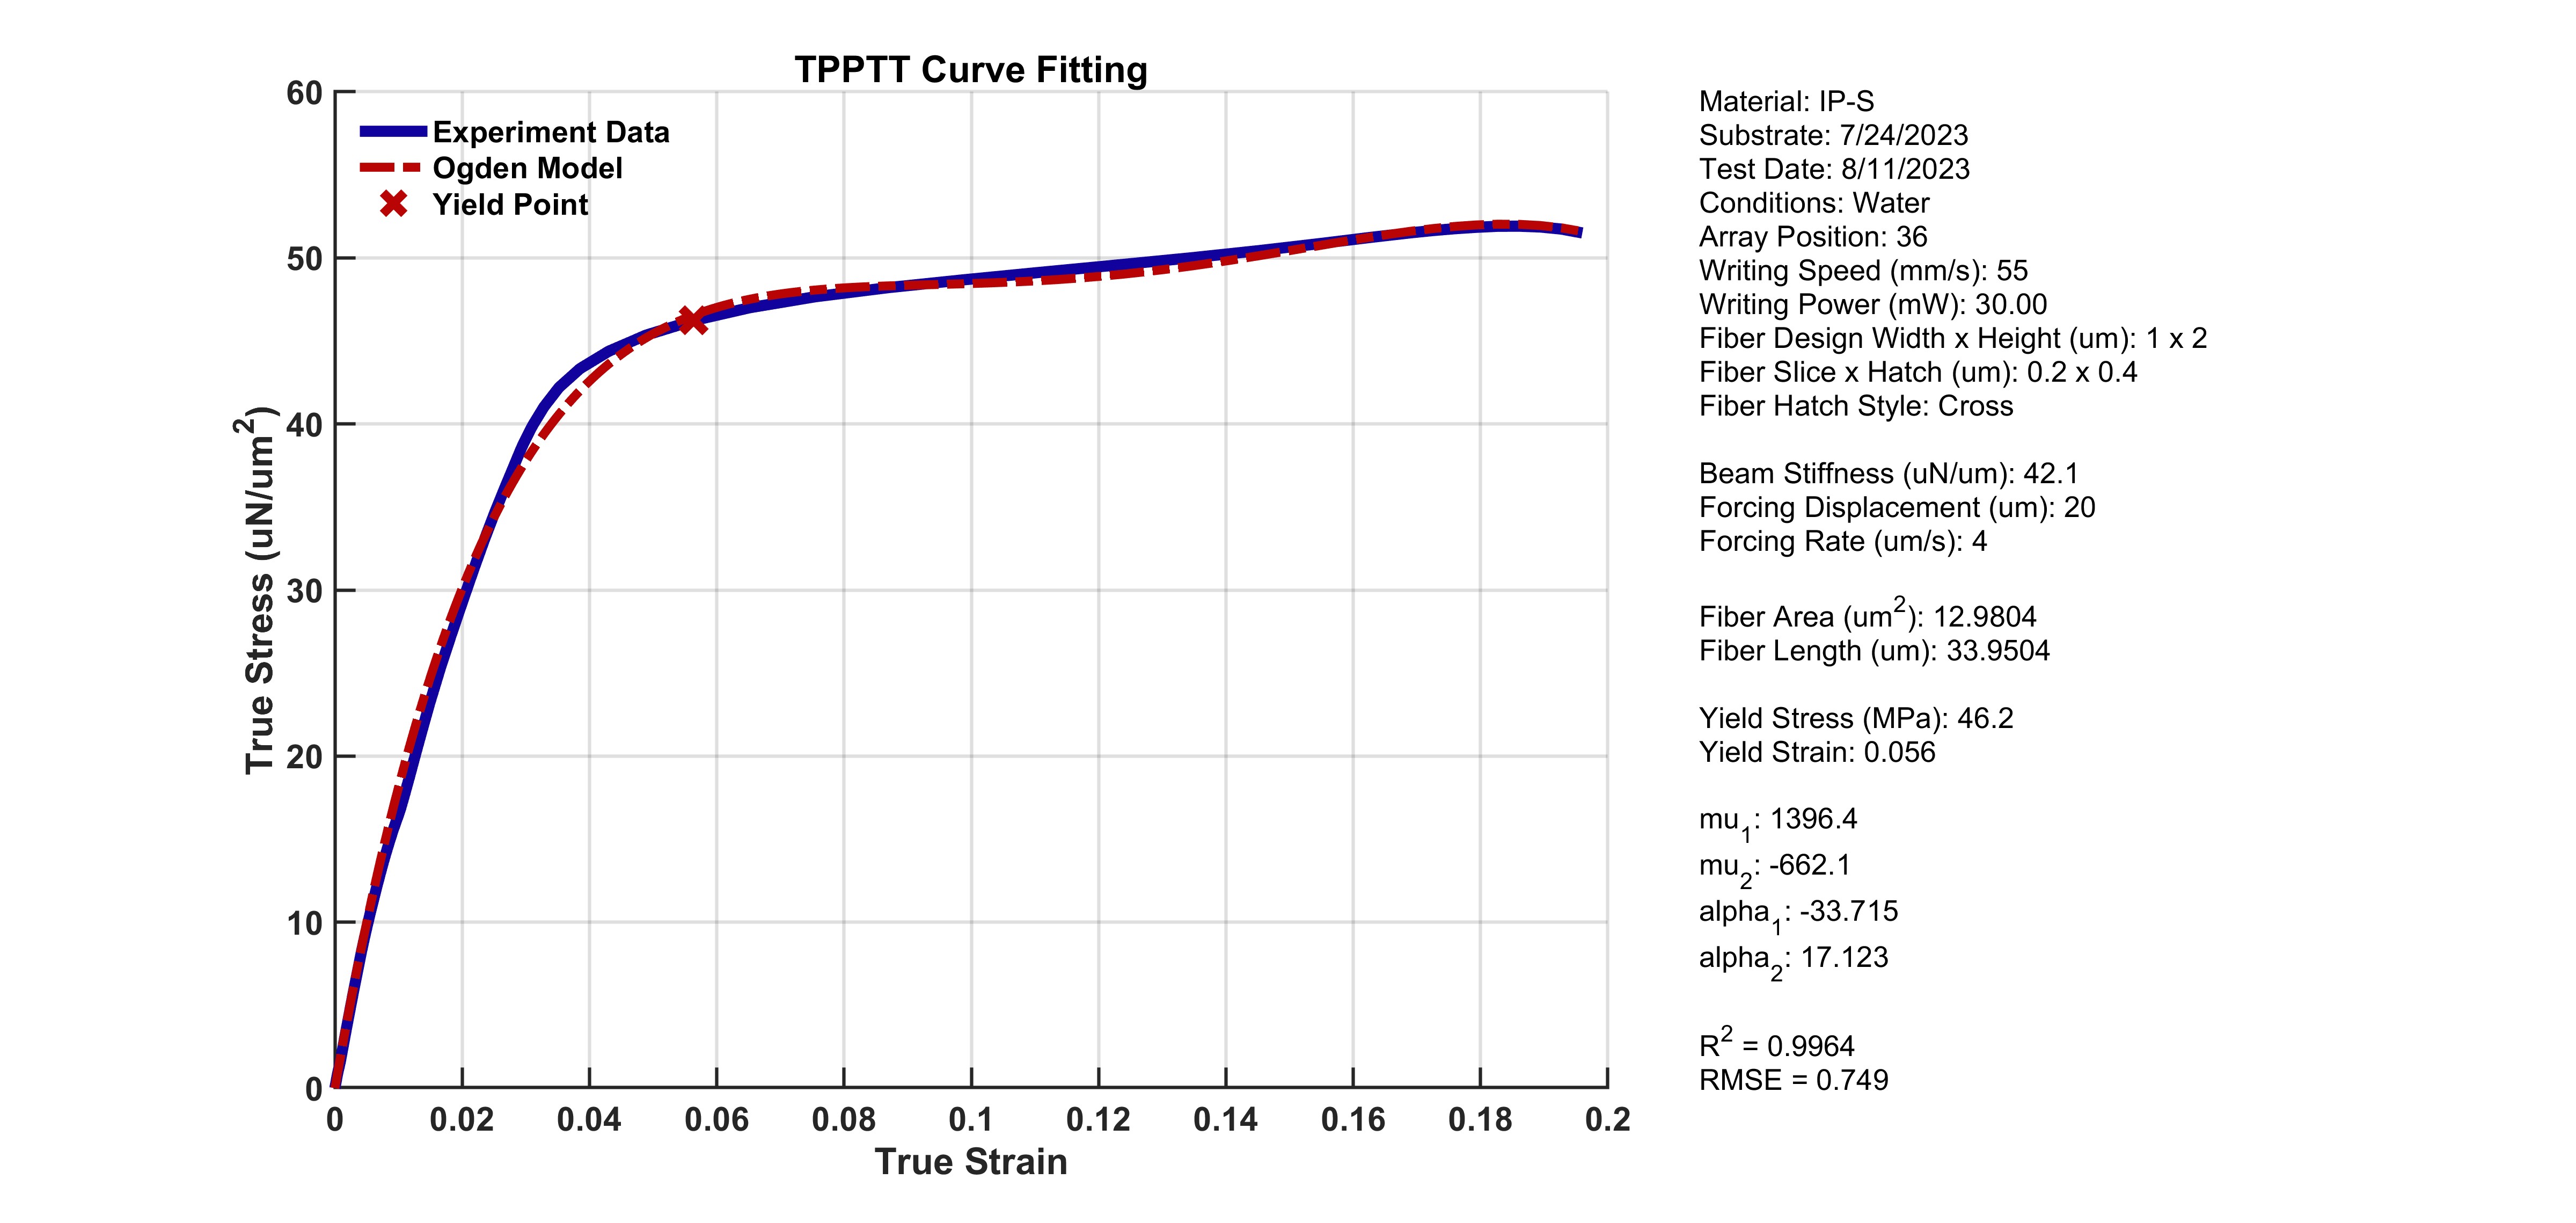 TPPTT Curve Fitting
60
50
40
30
20
10
0
True Stress (uN/um²)
Experiment Data
Ogden Model
Yield Point
0 0.02 0.04 0.06 0.08 0.1 0.12 0.14 0.16 0.18 0.2
True Strain
Material: IP-S
Substrate: 7/24/2023
Test Date: 8/11/2023
Conditions: Water
Array Position: 36
Writing Speed (mm/s): 55
Writing Power (mW): 30.00
Fiber Design Width x Height (um): 1 x 2
Fiber Slice x Hatch (um): 0.2 x 0.4
Fiber Hatch Style: Cross
Beam Stiffness (uN/um): 42.1
Forcing Displacement (um): 20
Forcing Rate (um/s): 4
Fiber Area (um²): 12.9804
Fiber Length (um): 33.9504
Yield Stress (MPa): 46.2
Yield Strain: 0.056
mu₁: 1396.4
mu₂: -662.1
alpha₁: -33.715
alpha₂: 17.123
R² = 0.9964
RMSE = 0.749